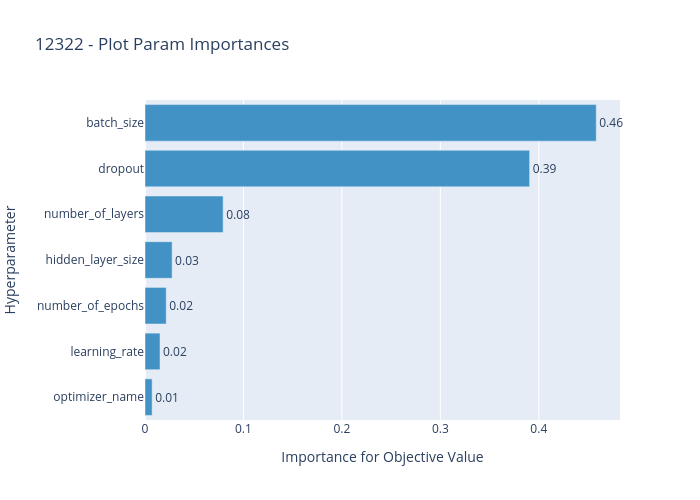 12322 - Plot Param Importances
batch_size 0.46
dropout 0.39
number_of_layers 0.08
hidden_layer_size 0.03
number_of_epochs 0.02
learning_rate 0.02
optimizer_name 0.01
Hyperparameter
0 0.1 0.2 0.3 0.4
Importance for Objective Value